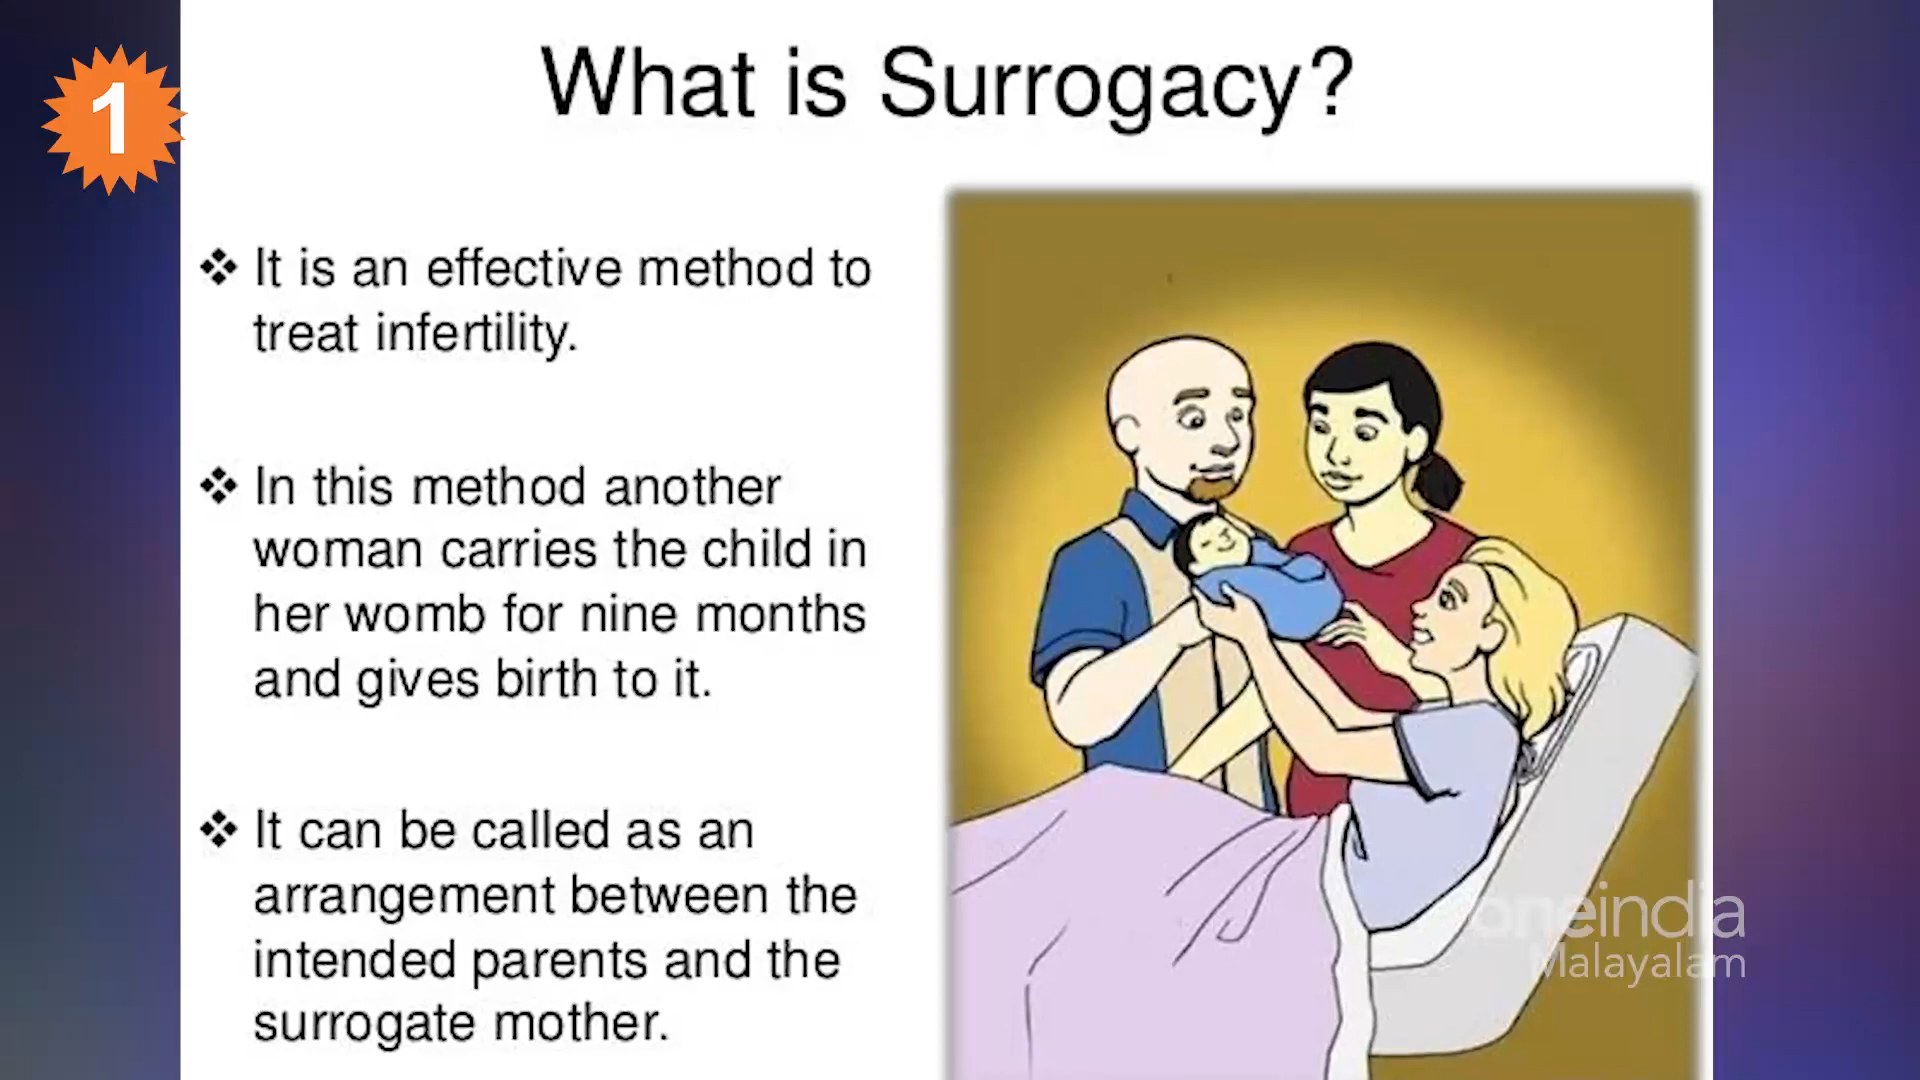 1
What is Surrogacy?
❖ It is an effective method to
treat infertility.
❖ In this method another
woman carries the child in
her womb for nine months
and gives birth to it.
❖ It can be called as an
arrangement between the
intended parents and the
surrogate mother.
oneindia
Malayalam